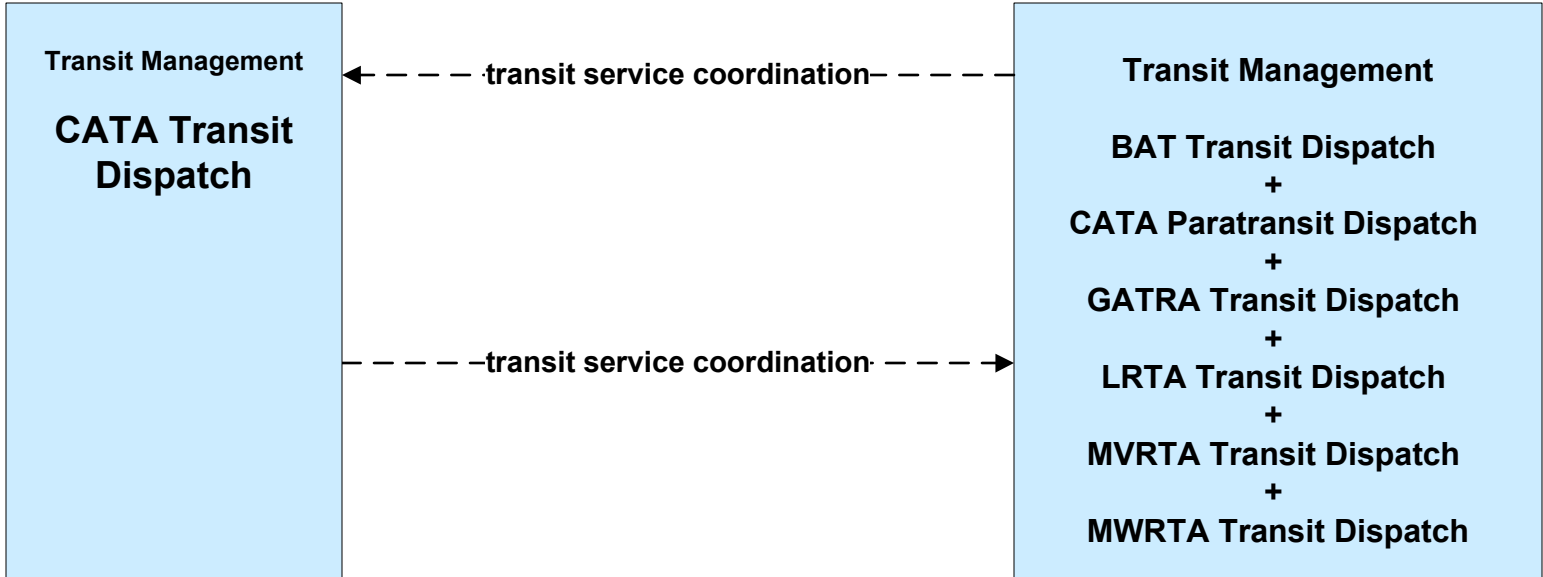 Transit Management
CATA Transit
Dispatch
transit service coordination
transit service coordination
Transit Management
BAT Transit Dispatch
+
CATA Paratransit Dispatch
+
GATRA Transit Dispatch
+
LRTA Transit Dispatch
+
MVRTA Transit Dispatch
+
MWRTA Transit Dispatch